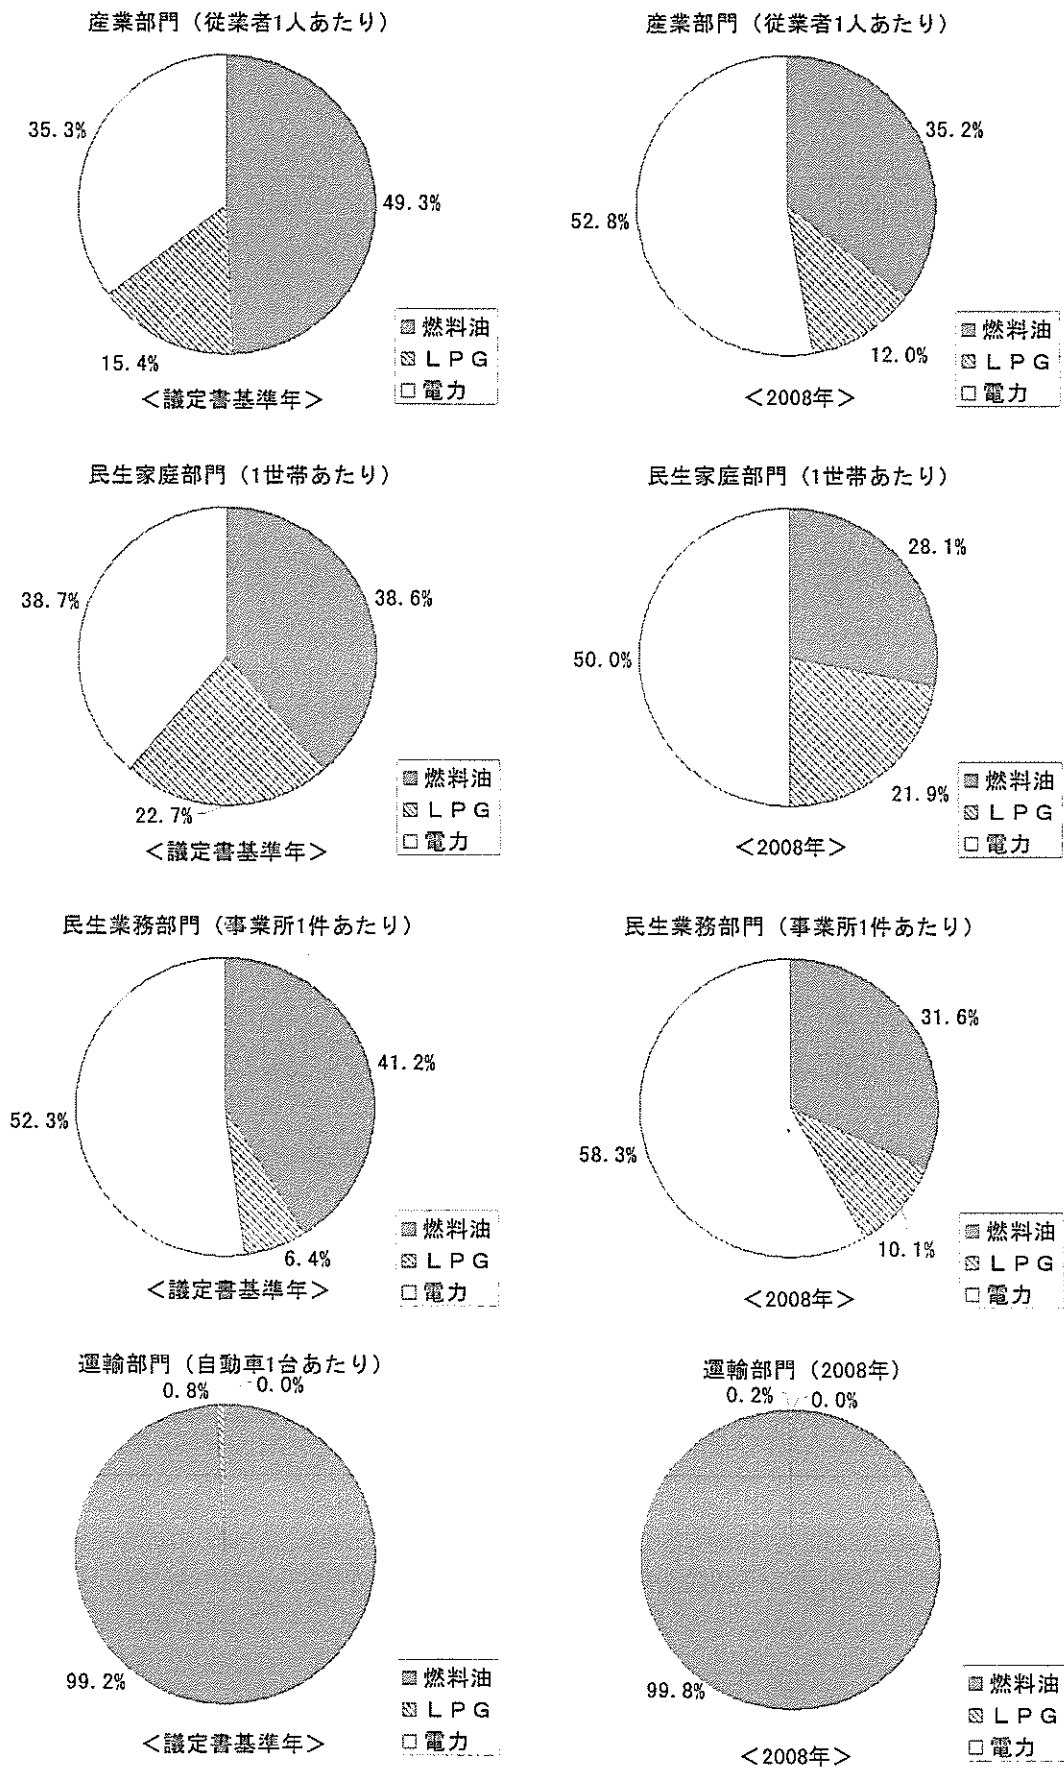 産業部門（従業者1人あたり）
35.3%
49.3%
15.4%
燃料油
ＬＰＧ
電力
＜議定書基準年＞
産業部門（従業者1人あたり）
35.2%
52.8%
12.0%
燃料油
ＬＰＧ
電力
＜2008年＞
民生家庭部門（1世帯あたり）
38.7%
38.6%
22.7%
燃料油
ＬＰＧ
電力
＜議定書基準年＞
民生家庭部門（1世帯あたり）
28.1%
50.0%
21.9%
燃料油
ＬＰＧ
電力
＜2008年＞
民生業務部門（事業所1件あたり）
41.2%
52.3%
6.4%
燃料油
ＬＰＧ
電力
＜議定書基準年＞
民生業務部門（事業所1件あたり）
31.6%
58.3%
10.1%
燃料油
ＬＰＧ
電力
＜2008年＞
運輸部門（自動車1台あたり）
0.8%
0.0%
99.2%
燃料油
ＬＰＧ
電力
＜議定書基準年＞
運輸部門（2008年）
0.2%
0.0%
99.8%
燃料油
ＬＰＧ
電力
＜2008年＞